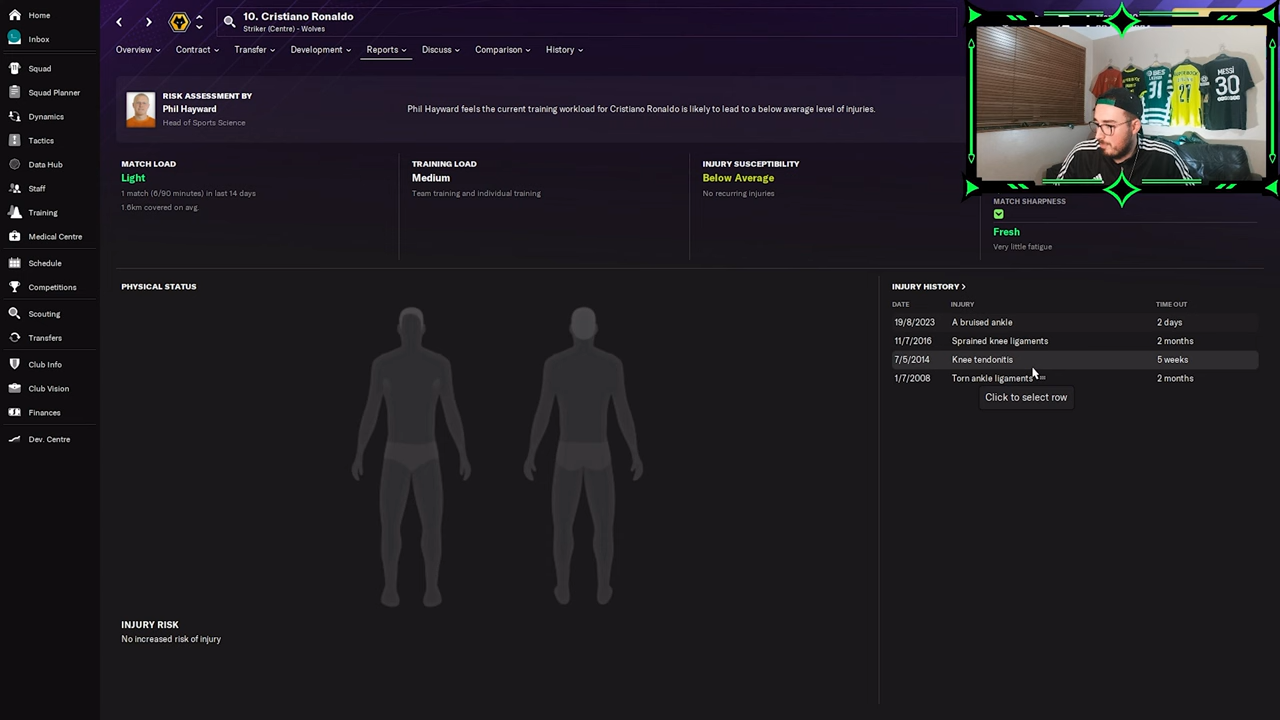 Home
Inbox
Squad
Squad Planner
Dynamics
Tactics
Data Hub
Staff
Training
Medical Centre
Schedule
Competitions
Scouting
Transfers
Club Info
Club Vision
Finances
Dev. Centre
10. Cristiano Ronaldo
Striker (Centre) - Wolves
Overview Contract Transfer Development Reports Discuss Comparison History
RISK ASSESSMENT BY
Phil Hayward
Head of Sports Science
Phil Hayward feels the current training workload for Cristiano Ronaldo is likely to lead to a below average level of injuries.
MATCH LOAD
Light
1 match (6/90 minutes) in last 14 days
1.6km covered on avg.
TRAINING LOAD
Medium
Team training and individual training
INJURY SUSCEPTIBILITY
Below Average
No recurring injuries
MATCH SHARPNESS
Fresh
Very little fatigue
PHYSICAL STATUS
INJURY RISK
No increased risk of injury
INJURY HISTORY >
DATE INJURY TIME OUT
19/8/2023 A bruised ankle 2 days
11/7/2016 Sprained knee ligaments 2 months
7/5/2014 Knee tendonitis 5 weeks
1/7/2008 Torn ankle ligaments 2 months
Click to select row
31
27
MESSI
30